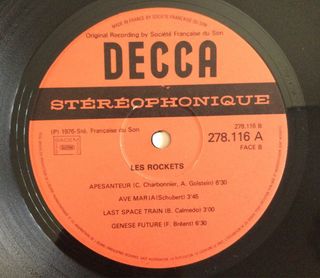 MADE IN FRANCE BY SOCIÉTÉ FRANÇAISE DU SON
Original Recording by Société Française du Son
DECCA
STÉRÉOPHONIQUE
(P) 1976-Sté. Française du Son
278.116 B
278.116 A
FACE B
SACEM
LES ROCKETS
APESANTEUR (C. Charbonnier, A. Golstein) 6'30
AVE MARIA (Schubert) 3'45
LAST SPACE TRAIN (B. Calmedo) 3'00
GENESE FUTURE (F. Bréant) 6'30